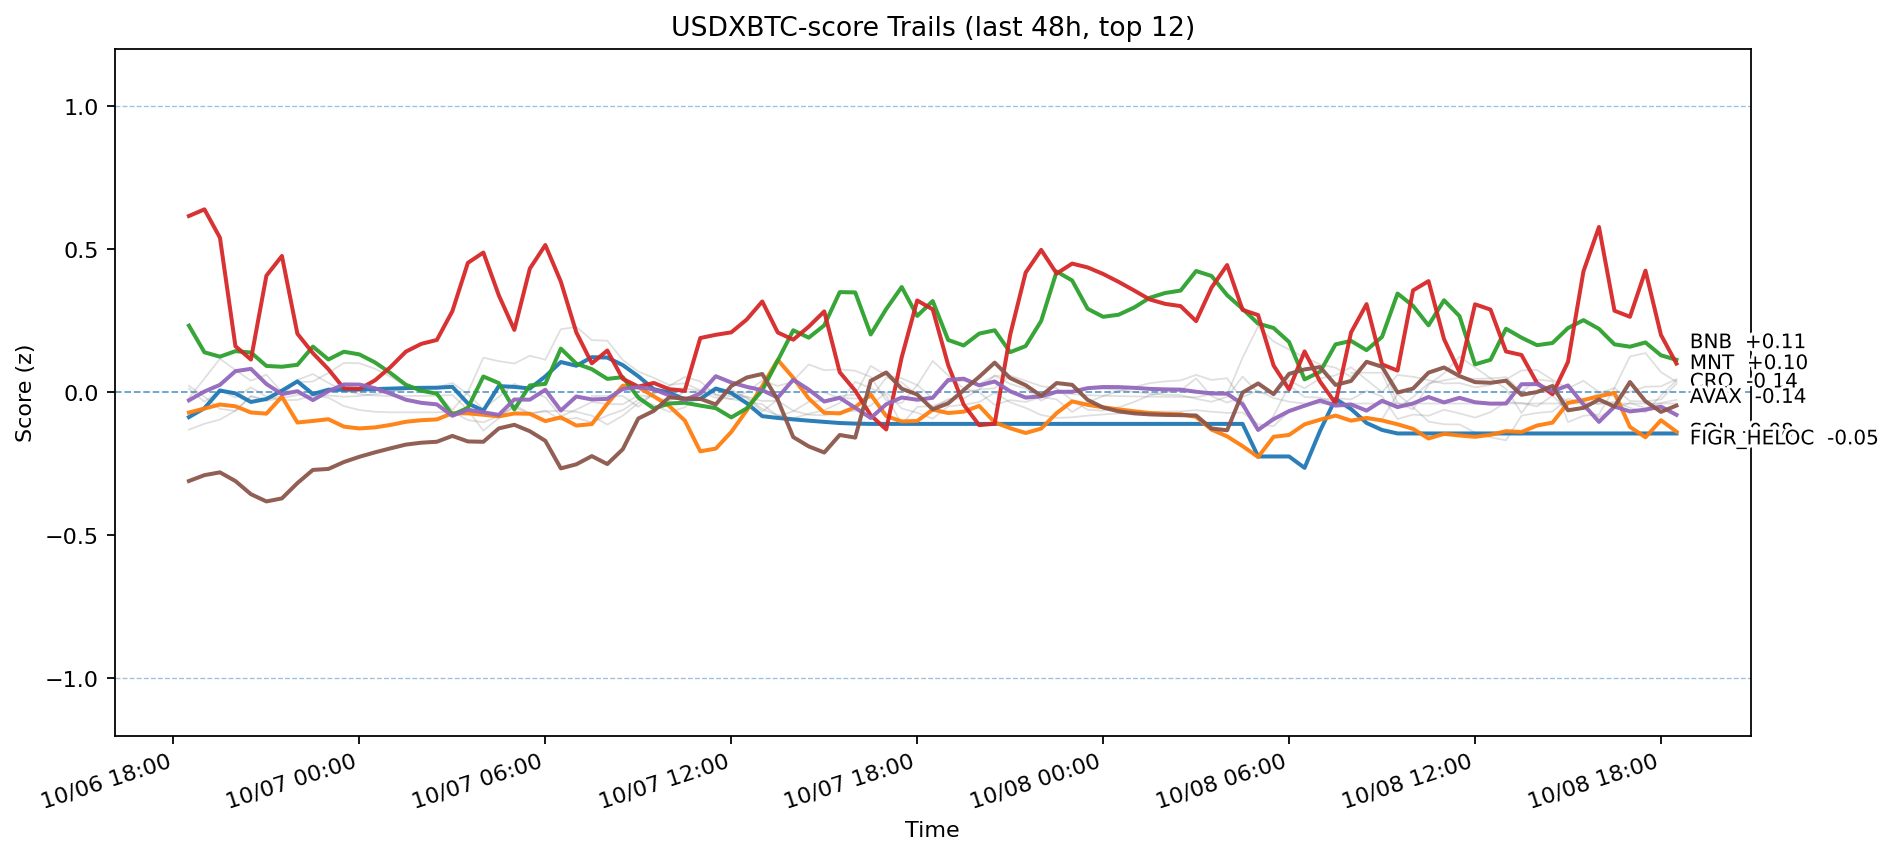 USDXBTC-score Trails (last 48h, top 12)
Score (z)
1.0
0.5
0.0
−0.5
−1.0
BNB +0.11
MNT +0.10
CRO -0.14
AVAX -0.14
FIGR_HELOC -0.05
10/06 18:00
10/07 00:00
10/07 06:00
10/07 12:00
10/07 18:00
10/08 00:00
10/08 06:00
10/08 12:00
10/08 18:00
Time